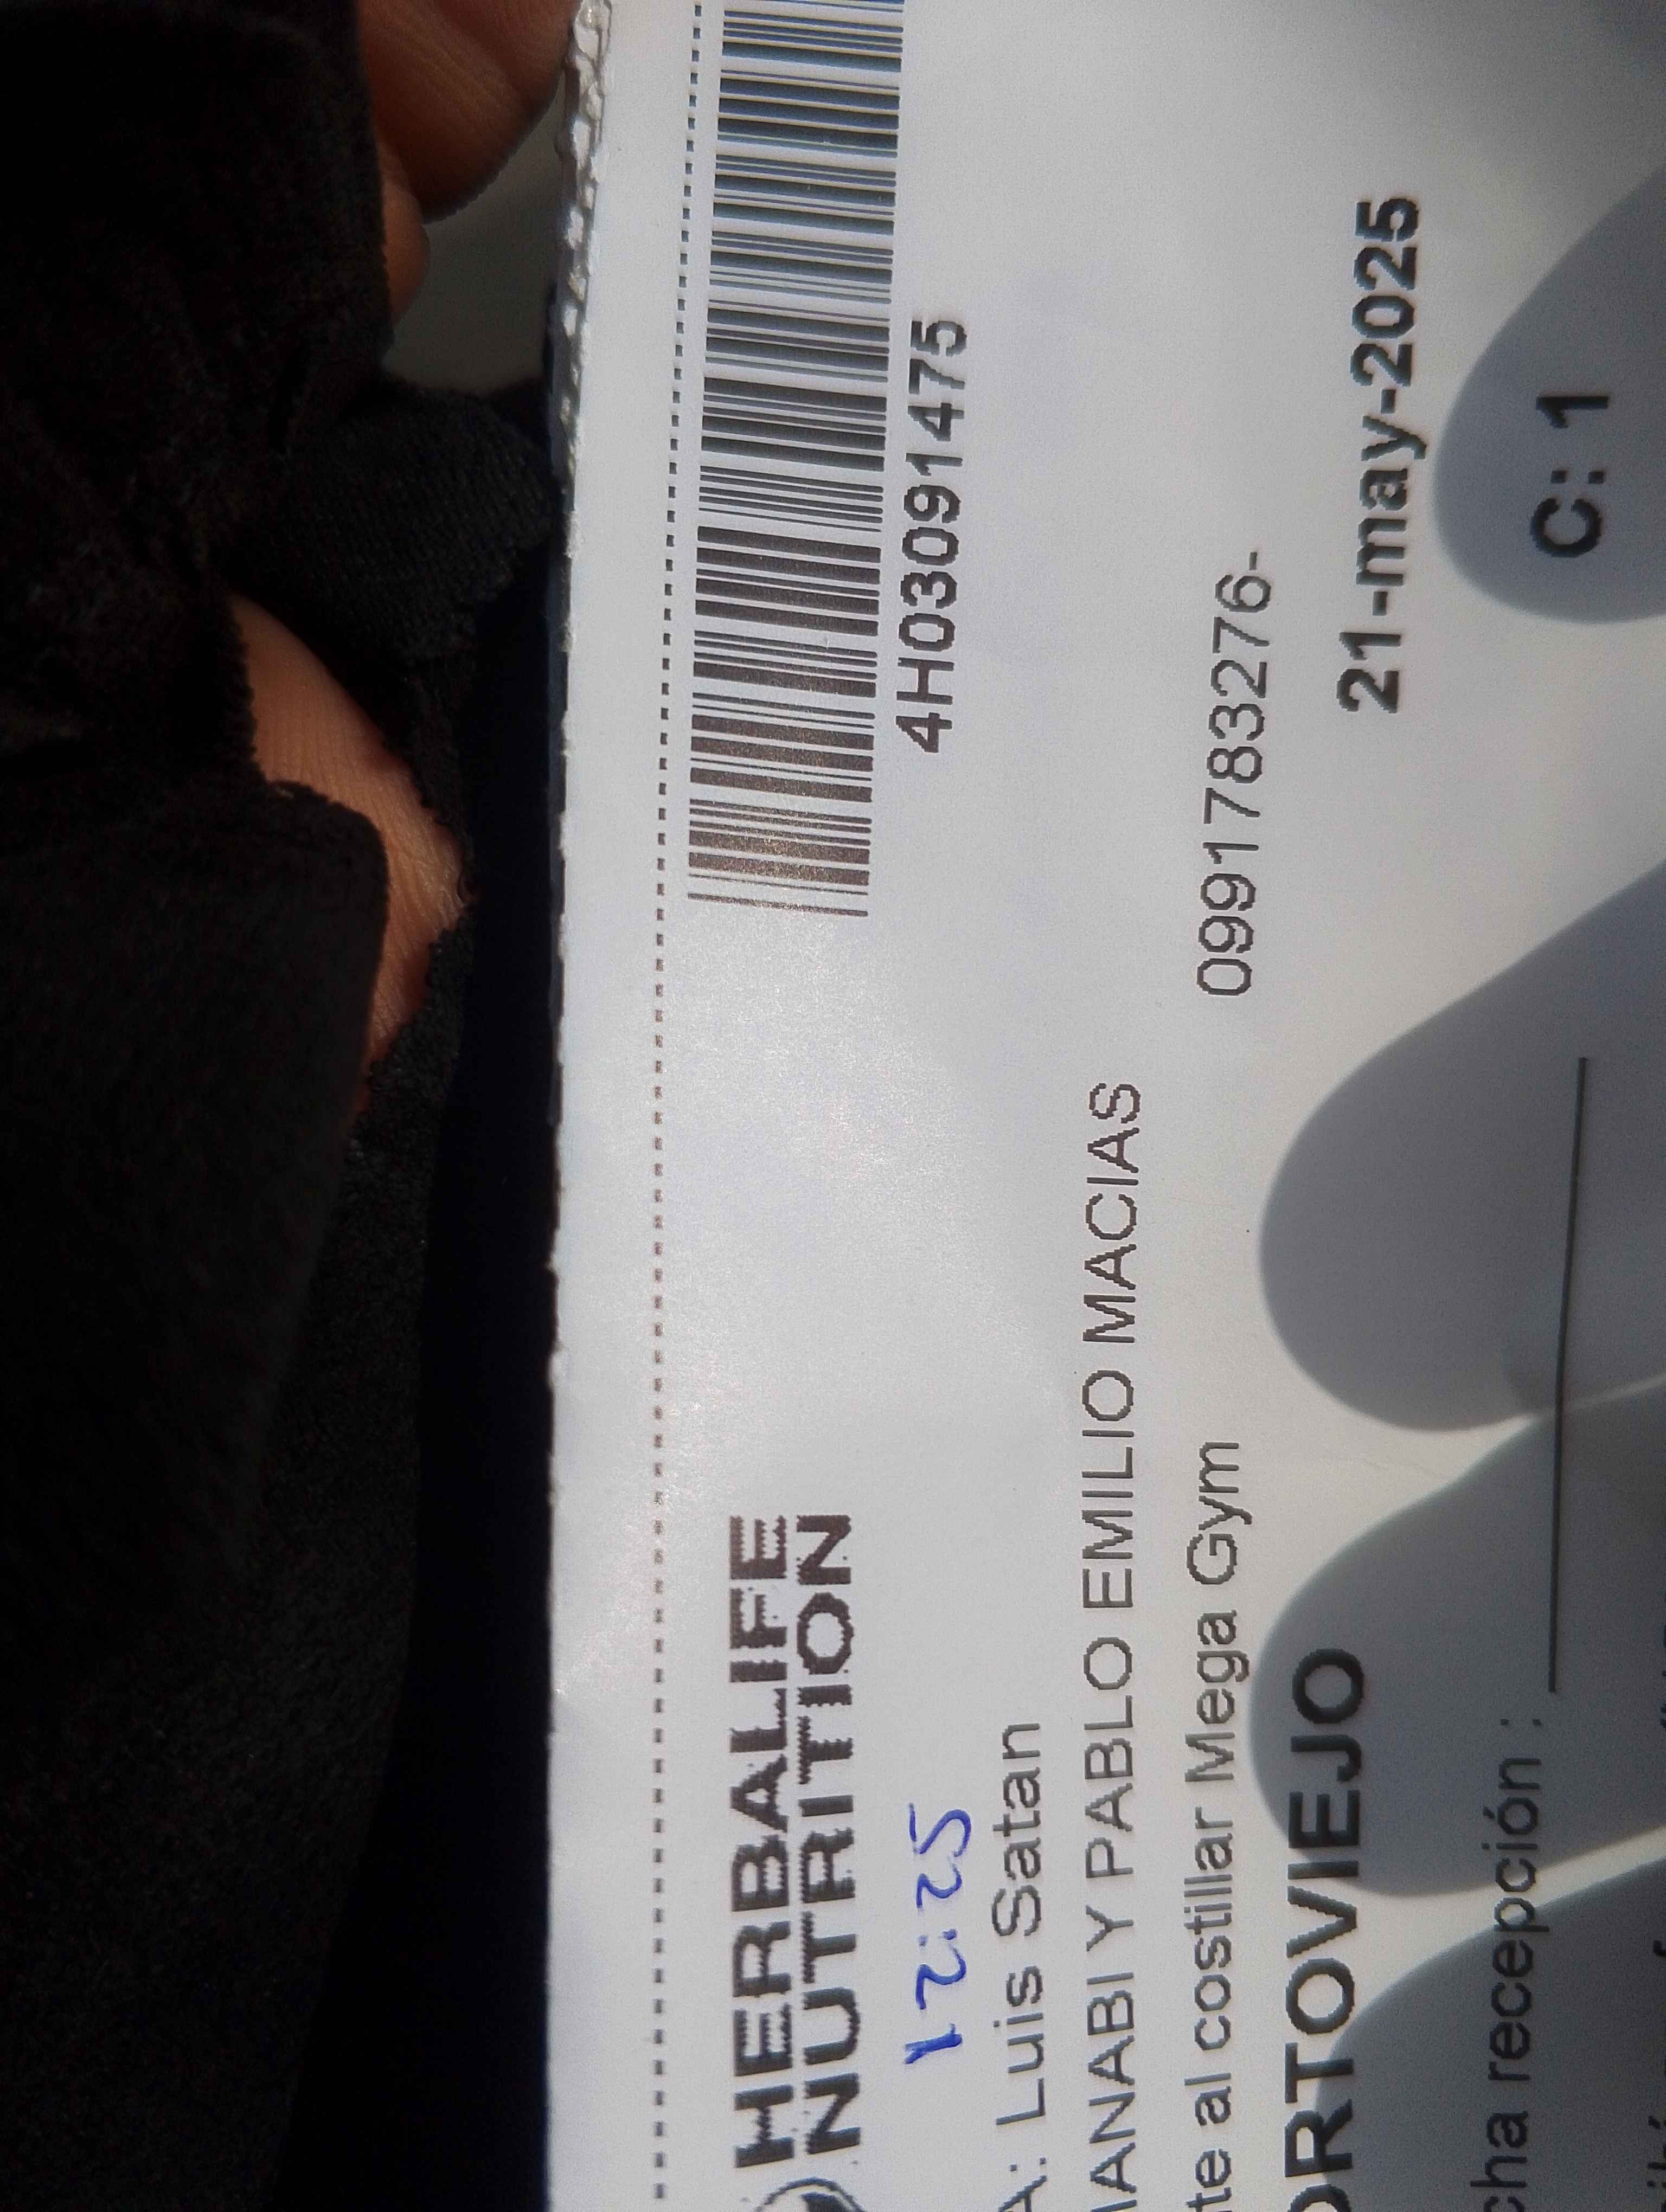 HERBALIFE
NUTRITION
4H03091475
12:25
A: Luis Satan
ANABI Y PABLO EMILIO MACIAS
te al costillar Mega Gym 0991783276-
ORTOVIEJO 21-may-2025
cha recepción : C: 1